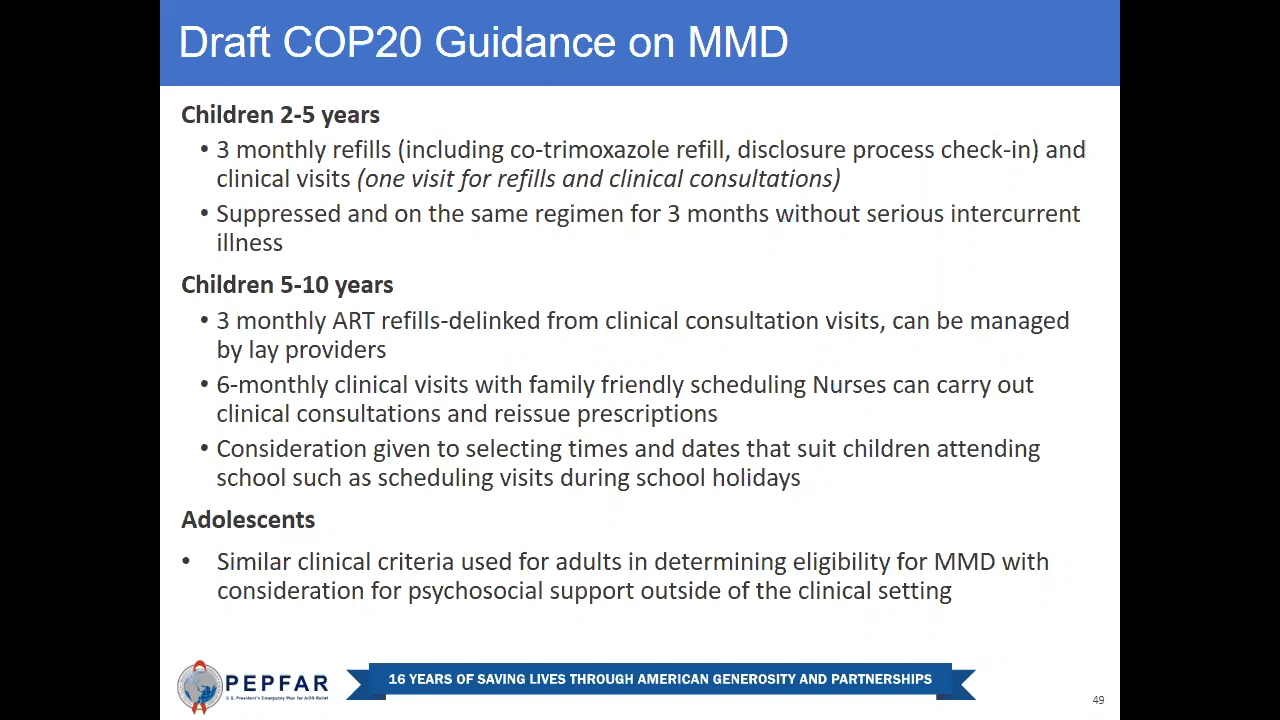 Draft COP20 Guidance on MMD
Children 2-5 years
• 3 monthly refills (including co-trimoxazole refill, disclosure process check-in) and
clinical visits (one visit for refills and clinical consultations)
• Suppressed and on the same regimen for 3 months without serious intercurrent
illness
Children 5-10 years
• 3 monthly ART refills-delinked from clinical consultation visits, can be managed
by lay providers
• 6-monthly clinical visits with family friendly scheduling Nurses can carry out
clinical consultations and reissue prescriptions
• Consideration given to selecting times and dates that suit children attending
school such as scheduling visits during school holidays
Adolescents
• Similar clinical criteria used for adults in determining eligibility for MMD with
consideration for psychosocial support outside of the clinical setting
PEPFAR
U.S. President's Emergency Plan for AIDS Relief
16 YEARS OF SAVING LIVES THROUGH AMERICAN GENEROSITY AND PARTNERSHIPS
49